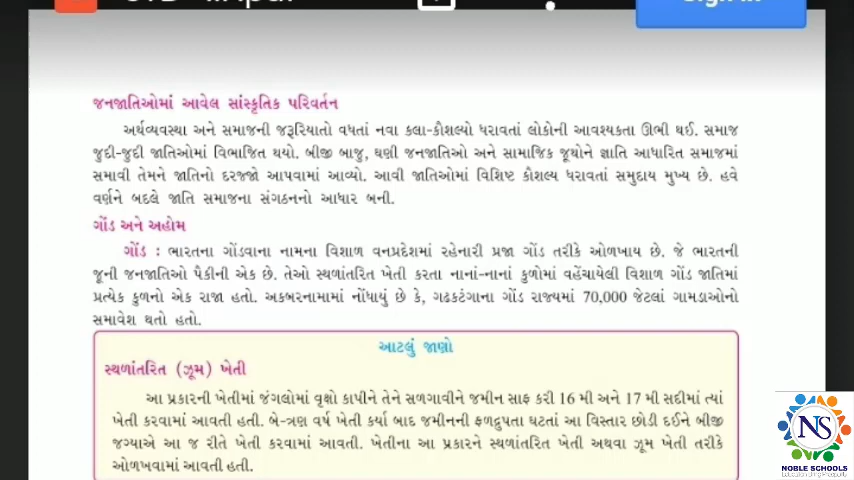 જનજાતિઓમાં આવેલ સાંસ્કૃતિક પરિવર્તન
અર્થવ્યવસ્થા અને સમાજની જરૂરિયાતો વધતાં નવા કલા-કૌશલ્યો ધરાવતાં લોકોની આવશ્યકતા ઊભી થઈ. સમાજ
જુદી-જુદી જાતિઓમાં વિભાજિત થયો. બીજી બાજુ, ઘણી જનજાતિઓ અને સામાજિક જૂથોને જ્ઞાતિ આધારિત સમાજમાં
સમાવી તેમને જાતિનો દરજ્જો આપવામાં આવ્યો. આવી જાતિઓમાં વિશિષ્ટ કૌશલ્ય ધરાવતાં સમુદાય મુખ્ય છે. હવે
વર્ણને બદલે જાતિ સમાજના સંગઠનનો આધાર બની.
ગોંડ અને અહોમ
ગોંડ : ભારતના ગોંડવાના નામના વિશાળ વનપ્રદેશમાં રહેનારી પ્રજા ગોંડ તરીકે ઓળખાય છે. જે ભારતની
જૂની જનજાતિઓ પૈકીની એક છે. તેઓ સ્થળાંતરિત ખેતી કરતા નાનાં-નાનાં કુળોમાં વહેંચાયેલી વિશાળ ગોંડ જાતિમાં
પ્રત્યેક કુળનો એક રાજા હતો. અકબરનામામાં નોંધાયું છે કે, ગઢકટંગાના ગોંડ રાજ્યમાં 70,000 જેટલાં ગામડાઓનો
સમાવેશ થતો હતો.
આટલું જાણો
સ્થળાંતરિત (ઝૂમ) ખેતી
આ પ્રકારની ખેતીમાં જંગલોમાં વૃક્ષો કાપીને તેને સળગાવીને જમીન સાફ કરી 16 મી અને 17 મી સદીમાં ત્યાં
ખેતી કરવામાં આવતી હતી. બે-ત્રણ વર્ષ ખેતી કર્યા બાદ જમીનની ફળદ્રુપતા ઘટતાં આ વિસ્તાર છોડી દઈને બીજી
જગ્યાએ આ જ રીતે ખેતી કરવામાં આવતી. ખેતીના આ પ્રકારને સ્થળાંતરિત ખેતી અથવા ઝૂમ ખેતી તરીકે
ઓળખવામાં આવતી હતી.
NS
NOBLE SCHOOLS